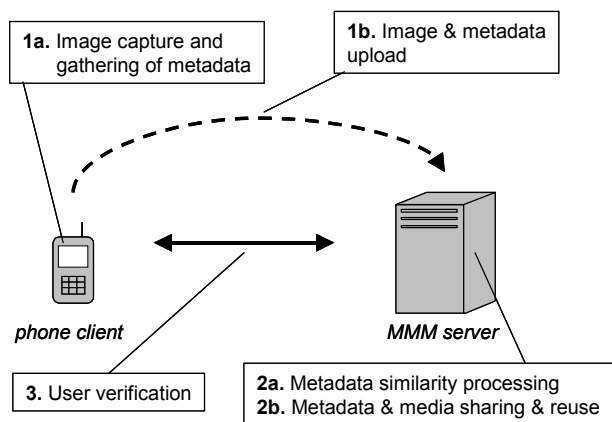 1a. Image capture and
gathering of metadata
1b. Image & metadata
upload
phone client
MMM server
3. User verification
2a. Metadata similarity processing
2b. Metadata & media sharing & reuse